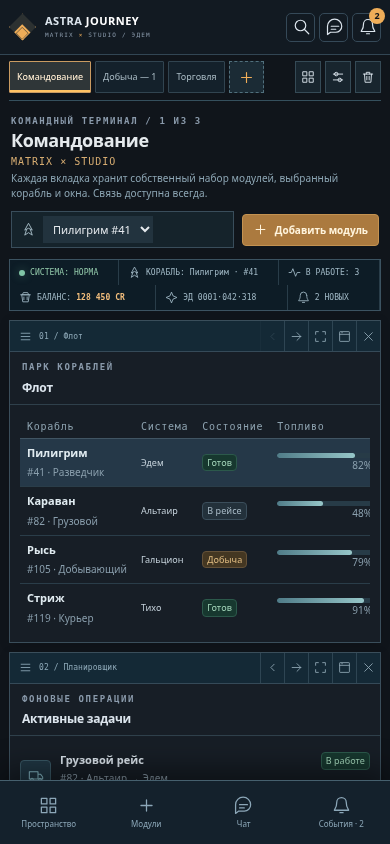 ASTRA JOURNEY
MATRIX × STUDIO / ЭДЕМ
2
Командование
Добыча — 1
Торговля
КОМАНДНЫЙ ТЕРМИНАЛ / 1 ИЗ 3
Командование
MATRIX × STUDIO
Каждая вкладка хранит собственный набор модулей, выбранный
корабль и окна. Связь доступна всегда.
Пилигрим #41
Добавить модуль
СИСТЕМА: НОРМА
КОРАБЛЬ: Пилигрим · #41
В РАБОТЕ: 3
БАЛАНС: 128 450 CR
ЭД 0001·042·318
2 НОВЫХ
01 / Флот
ПАРК КОРАБЛЕЙ
Флот
Корабль Система Состояние Топливо
Пилигрим
#41 · Разведчик
Эдем
Готов
82%
Караван
#82 · Грузовой
Альтаир
В рейсе
48%
Рысь
#105 · Добывающий
Гальцион
Добыча
79%
Стриж
#119 · Курьер
Тихо
Готов
91%
02 / Планировщик
ФОНОВЫЕ ОПЕРАЦИИ
Активные задачи
Грузовой рейс
В работе
#82 · Альтаир → Эдем
Пространство
Модули
Чат
События · 2